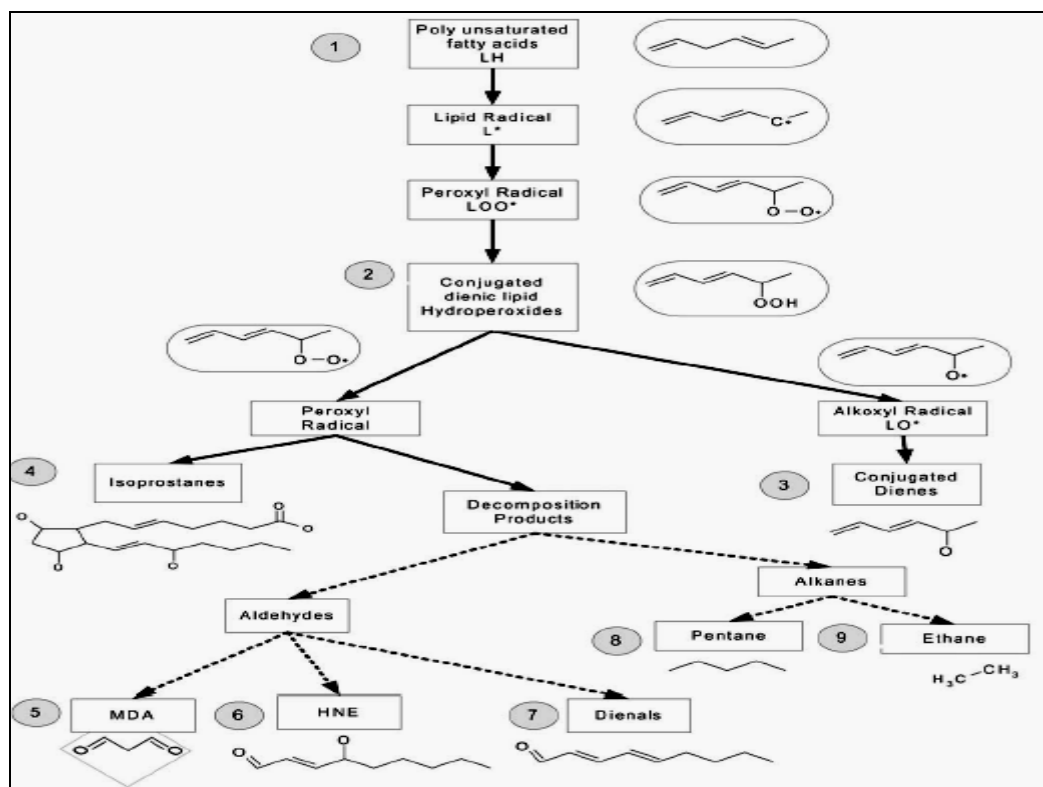 1
Poly unsaturated
fatty acids
LH
Lipid Radical
L*
C•
Peroxyl Radical
LOO*
O-O•
2
Conjugated
dienic lipid
Hydroperoxides
OOH
O-O•
O•
Peroxyl
Radical
Alkoxyl Radical
LO*
4
Isoprostanes
3
Conjugated
Dienes
Decomposition
Products
O
O
O
O
O
O
Alkanes
Aldehydes
8
Pentane
9
Ethane
H₃C-CH₃
5
MDA
6
HNE
7
Dienals
O
O
O
O
O